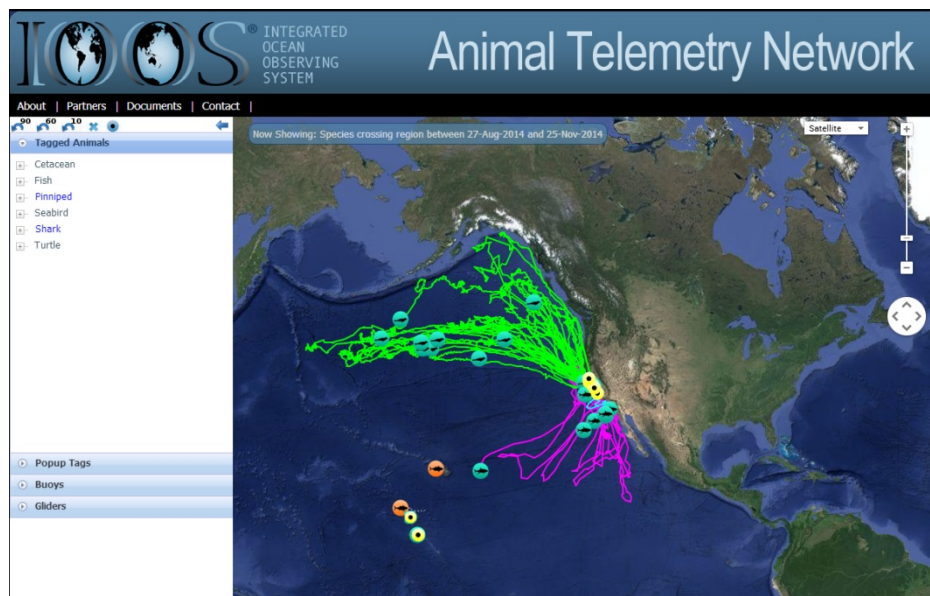 IOOS®
INTEGRATED
OCEAN
OBSERVING
SYSTEM
Animal Telemetry Network
About | Partners | Documents | Contact |
90 60 10
Now Showing: Species crossing region between 27-Aug-2014 and 25-Nov-2014
Satellite
Tagged Animals
Cetacean
Fish
Pinniped
Seabird
Shark
Turtle
Popup Tags
Buoys
Gliders